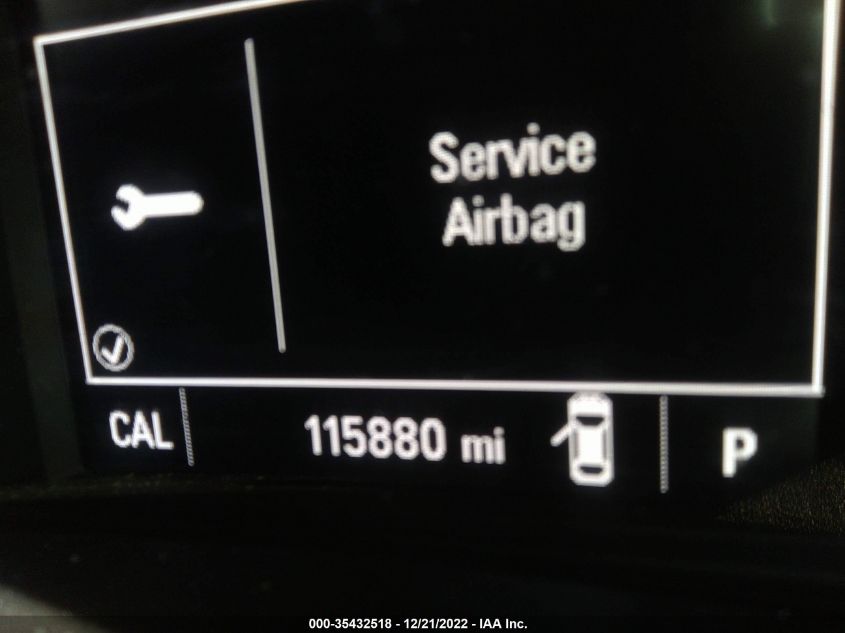 Service
Airbag
CAL 115880 mi P
000-35432518 - 12/21/2022 - IAA Inc.